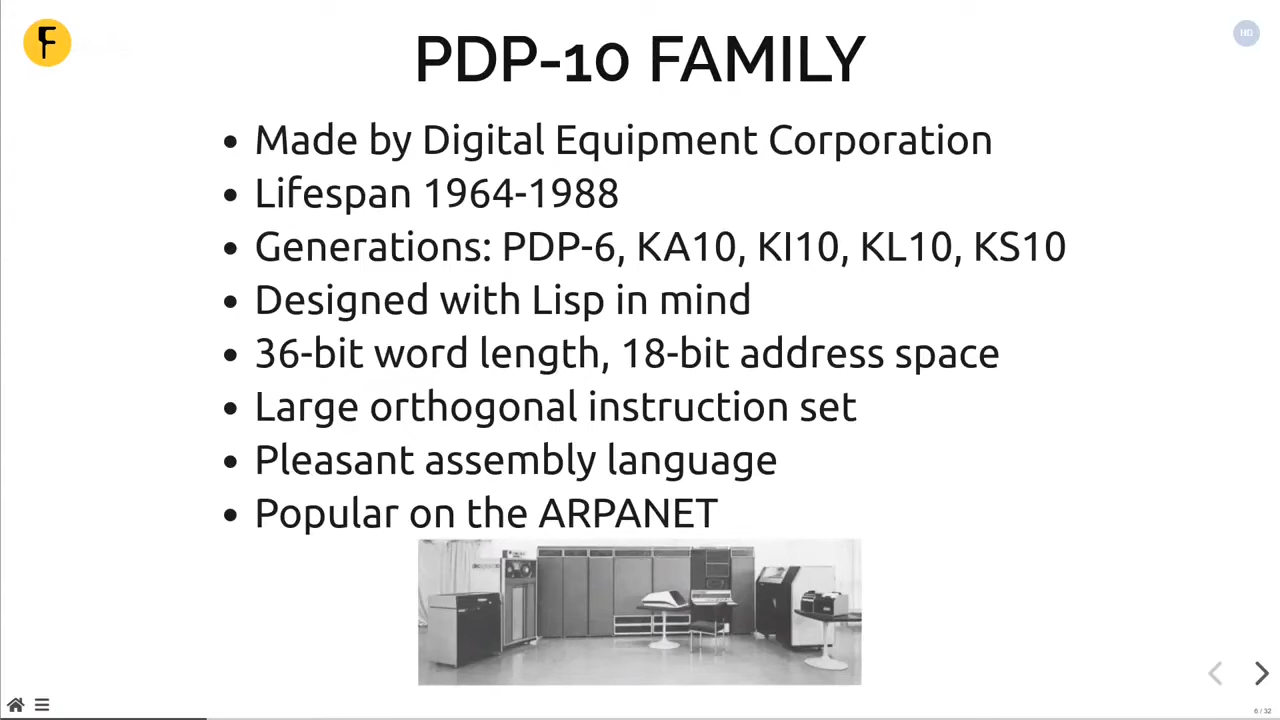 PDP-10 FAMILY
Made by Digital Equipment Corporation
Lifespan 1964-1988
Generations: PDP-6, KA10, KI10, KL10, KS10
Designed with Lisp in mind
36-bit word length, 18-bit address space
Large orthogonal instruction set
Pleasant assembly language
Popular on the ARPANET
6 / 32